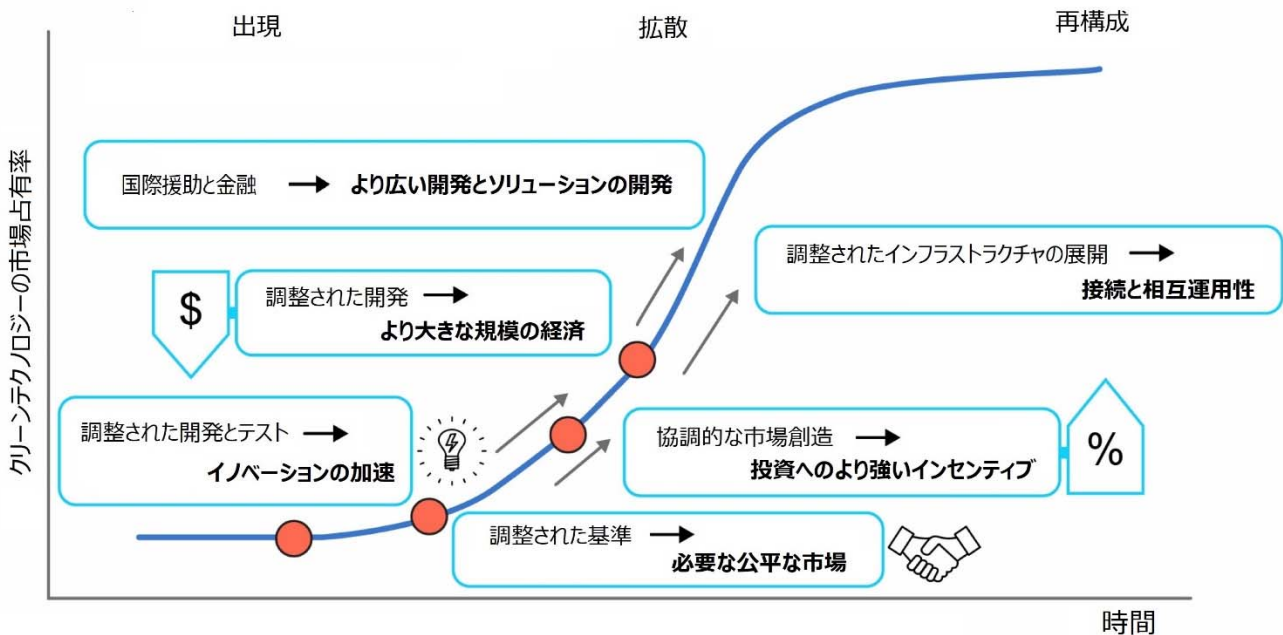 出現
拡散
再構成
クリーンテクノロジーの市場占有率
国際援助と金融 → より広い開発とソリューションの開発
調整されたインフラストラクチャの展開 →
接続と相互運用性
$
調整された開発 →
より大きな規模の経済
調整された開発とテスト →
イノベーションの加速
協調的な市場創造 →
投資へのより強いインセンティブ
%
調整された基準 →
必要な公平な市場
時間